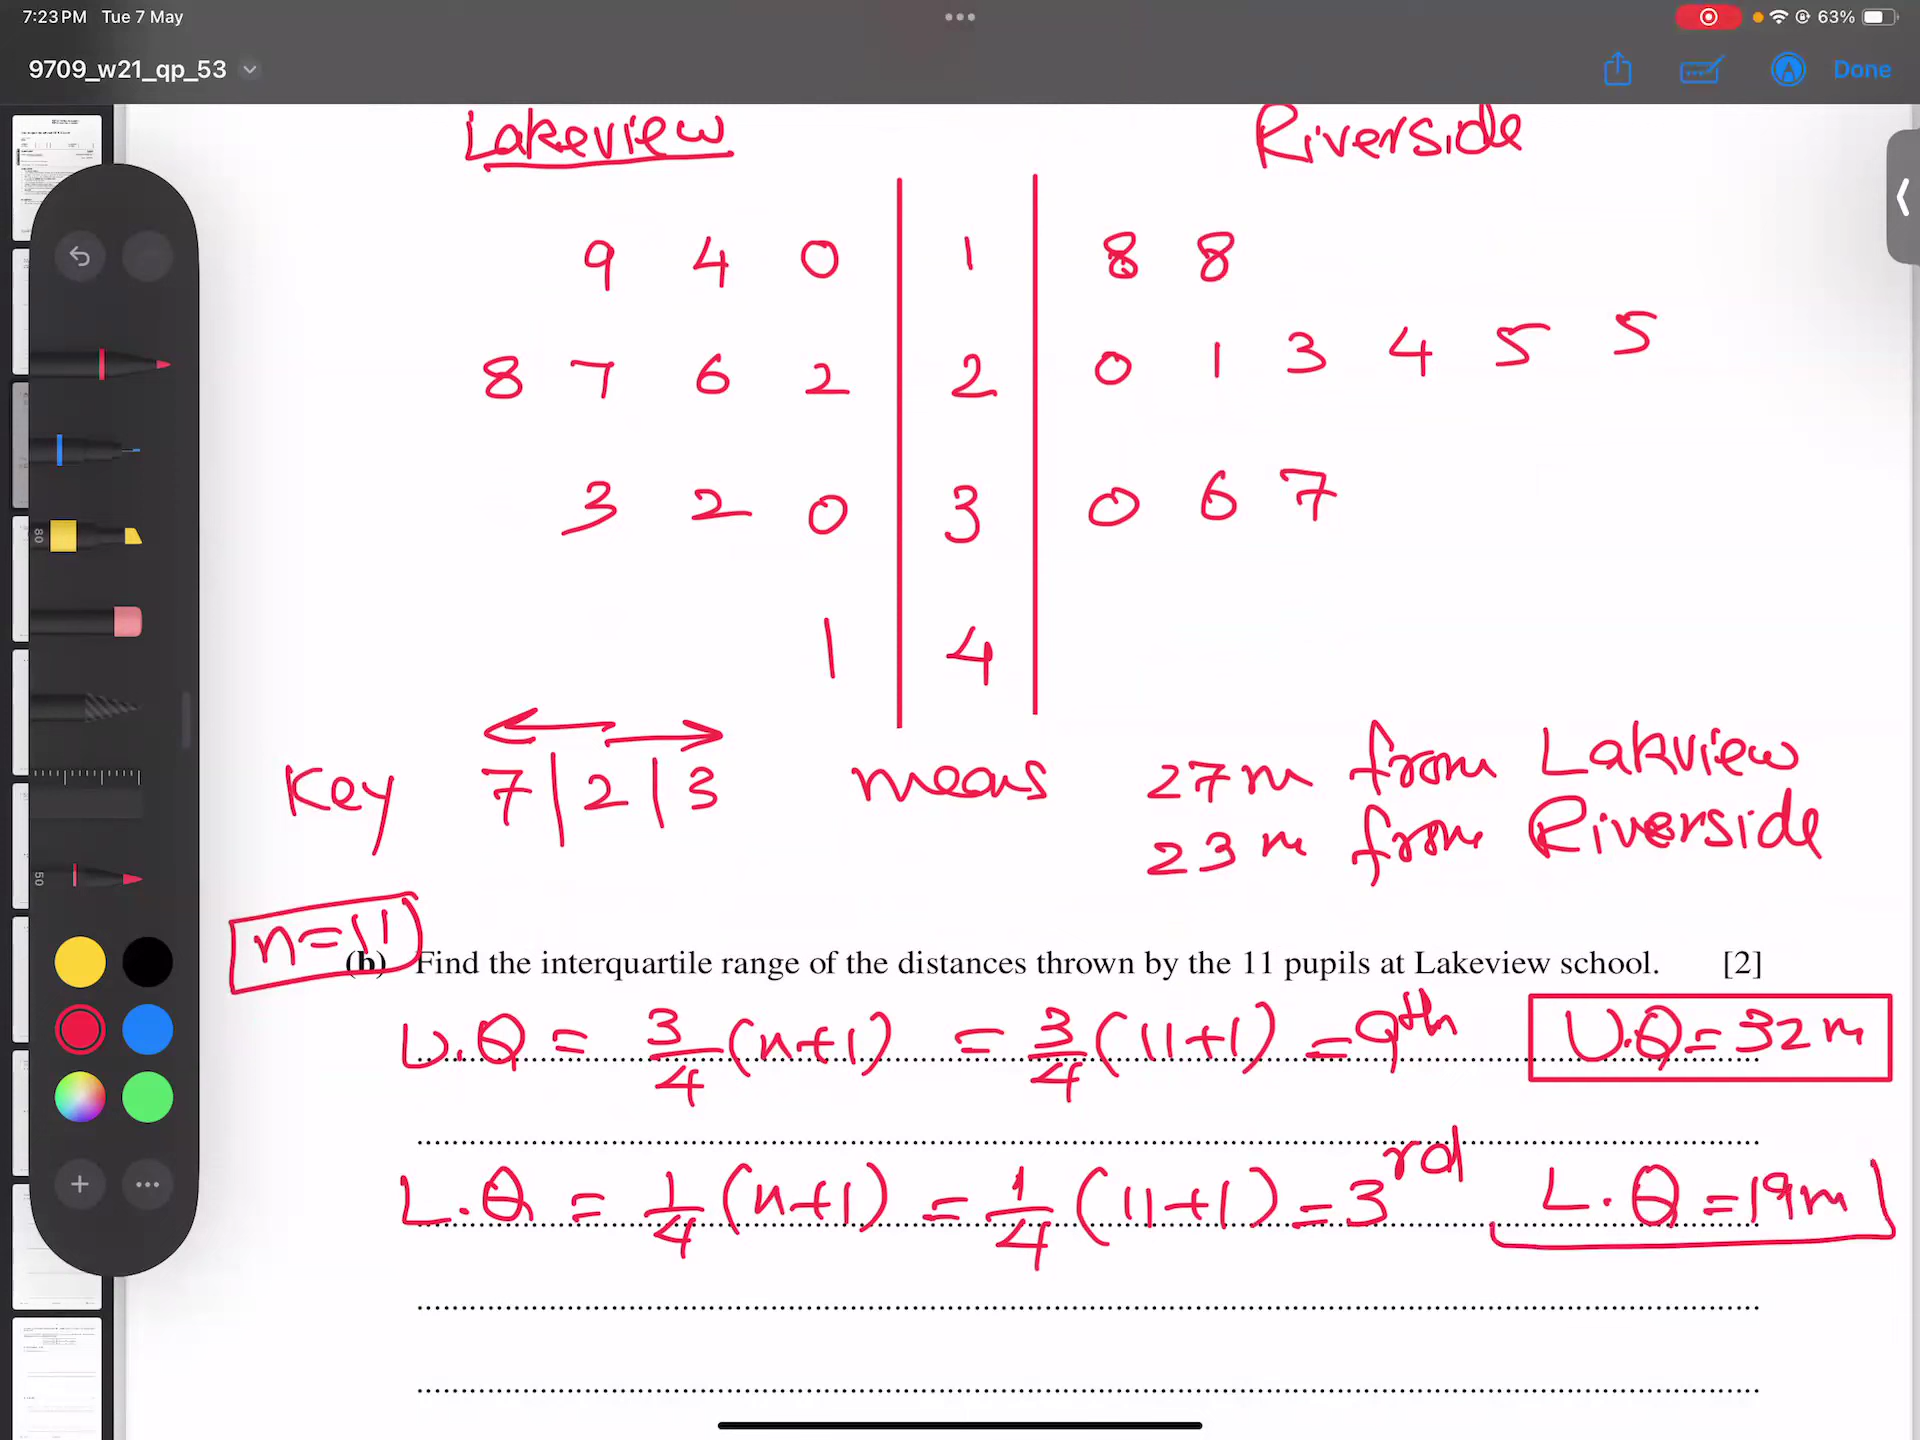 7:23 PM Tue 7 May
63%
9709_w21_qp_53
Done
Lakeview Riverside
9 4 0 | 1 | 8 8
8 7 6 2 | 2 | 0 1 3 4 5 5
3 2 0 | 3 | 0 6 7
1 | 4 |
Key 7 | 2 | 3 means 27m from Lakview
23 m from Riverside
n = 11
(b) Find the interquartile range of the distances thrown by the 11 pupils at Lakeview school. [2]
U.Q = 3/4 (n+1) = 3/4 (11+1) = 9th U.Q = 32 m
L.Q = 1/4 (n+1) = 1/4 (11+1) = 3rd L.Q = 19m
80
50